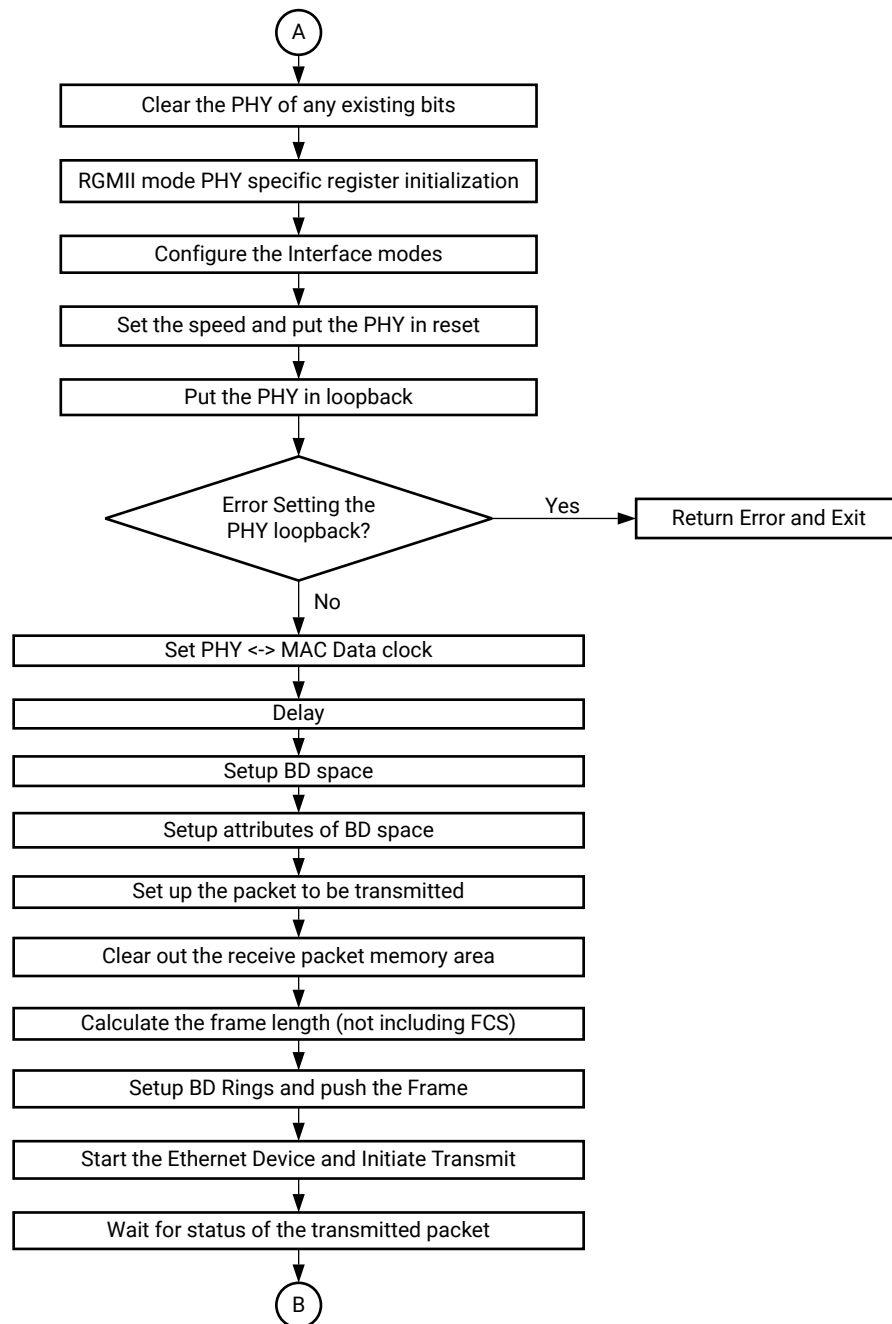 A
Clear the PHY of any existing bits
RGMII mode PHY specific register initialization
Configure the Interface modes
Set the speed and put the PHY in reset
Put the PHY in loopback
Error Setting the
PHY loopback?
Yes
Return Error and Exit
No
Set PHY <-> MAC Data clock
Delay
Setup BD space
Setup attributes of BD space
Set up the packet to be transmitted
Clear out the receive packet memory area
Calculate the frame length (not including FCS)
Setup BD Rings and push the Frame
Start the Ethernet Device and Initiate Transmit
Wait for status of the transmitted packet
B